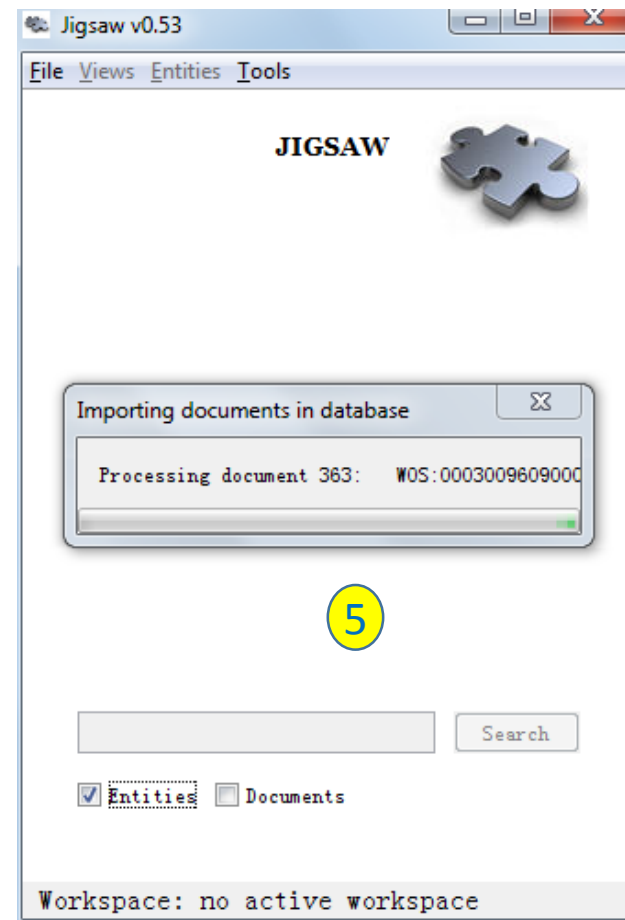 Jigsaw v0.53
File Views Entities Tools
JIGSAW
Importing documents in database
Processing document 363: WOS:0003009609000
5
Search
Entities Documents
Workspace: no active workspace